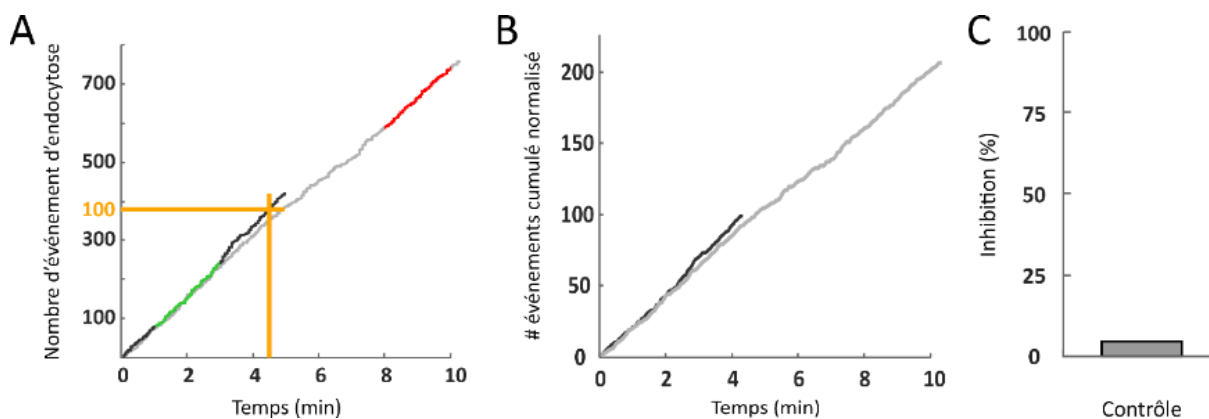 A
Nombre d'événement d'endocytose
700
500
100
300
100
0 2 4 6 8 10
Temps (min)
B
# événements cumulé normalisé
200
150
100
50
0
0 2 4 6 8 10
Temps (min)
C
Inhibition (%)
100
75
50
25
0
Contrôle